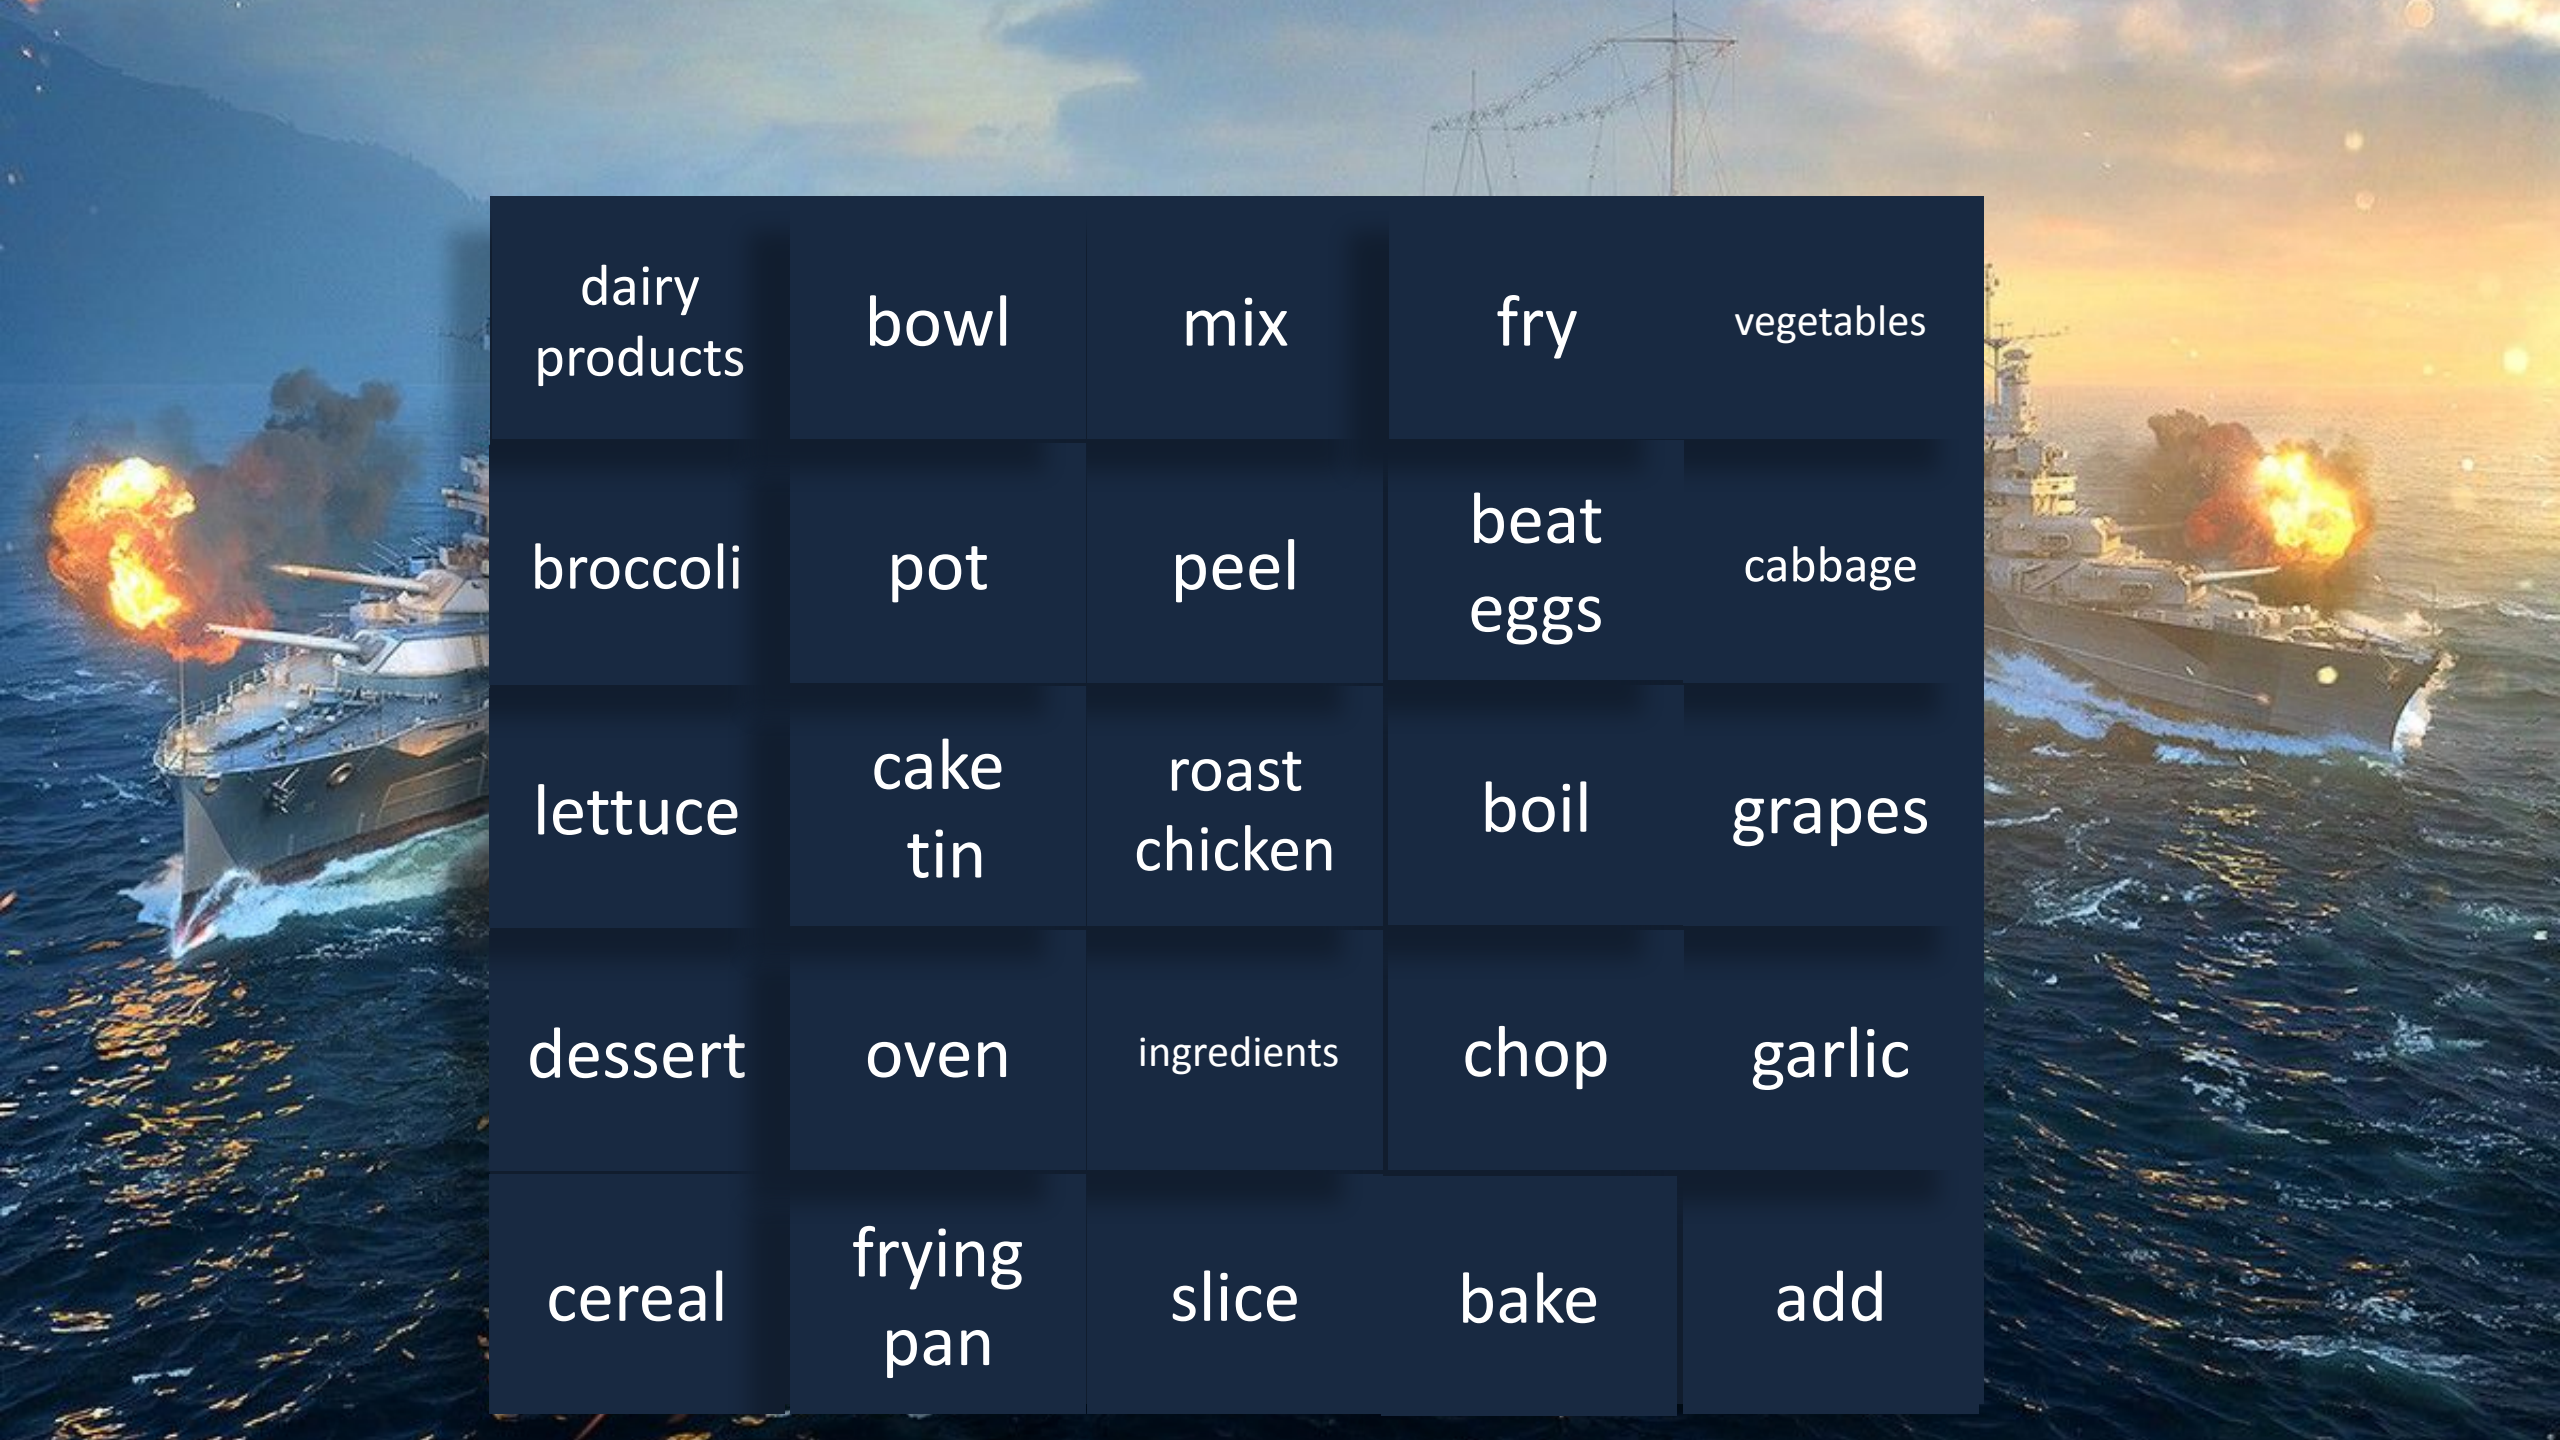 dairy
products
bowl
mix
fry
vegetables
broccoli
pot
peel
beat
eggs
cabbage
lettuce
cake
tin
roast
chicken
boil
grapes
dessert
oven
ingredients
chop
garlic
cereal
frying
pan
slice
bake
add